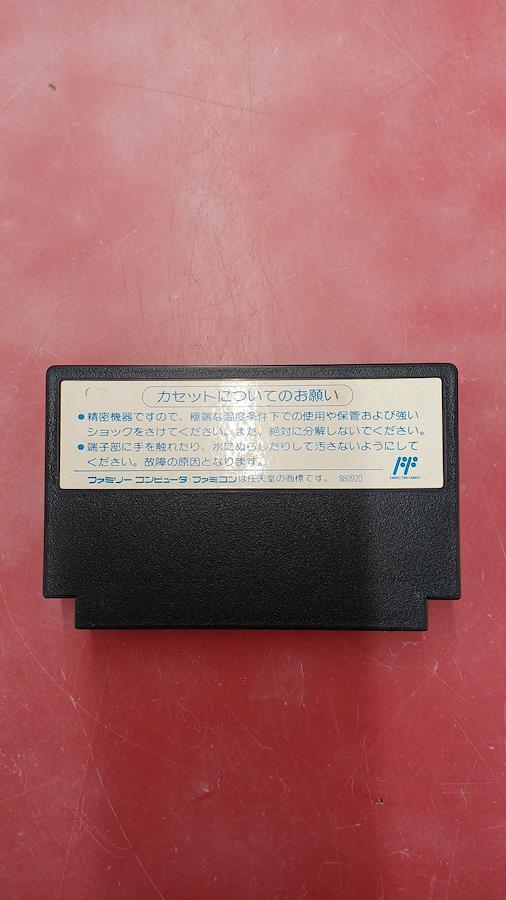 カセットについてのお願い
●精密機器ですので、極端な温度条件下での使用や保管および強い
ショックをさけてください。また、絶対に分解しないでください。
●端子部に手を触れたり、水にぬらしたりして汚さないようにして
ください。故障の原因となります。
ファミリーコンピュータ ファミコンは任天堂の商標です。 880920
FAMICOM FAMILY